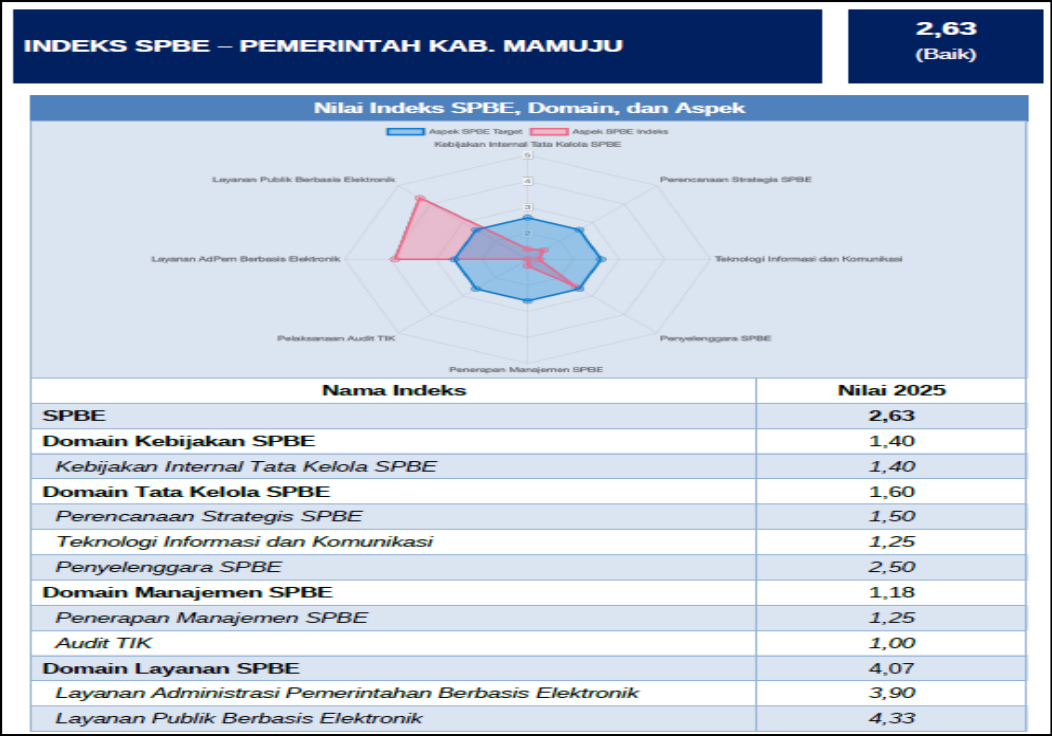 INDEKS SPBE – PEMERINTAH KAB. MAMUJU
2,63
(Baik)
Nilai Indeks SPBE, Domain, dan Aspek
Aspek SPBE Target Aspek SPBE Indeks
Kebijakan Internal Tata Kelola SPBE
5
Layanan Publik Berbasis Elektronik Perencanaan Strategis SPBE
4
3
2
Layanan AdPem Berbasis Elektronik Teknologi Informasi dan Komunikasi
Pelaksanaan Audit TIK Penyelenggara SPBE
Penerapan Manajemen SPBE
Nama Indeks Nilai 2025
SPBE 2,63
Domain Kebijakan SPBE 1,40
Kebijakan Internal Tata Kelola SPBE 1,40
Domain Tata Kelola SPBE 1,60
Perencanaan Strategis SPBE 1,50
Teknologi Informasi dan Komunikasi 1,25
Penyelenggara SPBE 2,50
Domain Manajemen SPBE 1,18
Penerapan Manajemen SPBE 1,25
Audit TIK 1,00
Domain Layanan SPBE 4,07
Layanan Administrasi Pemerintahan Berbasis Elektronik 3,90
Layanan Publik Berbasis Elektronik 4,33